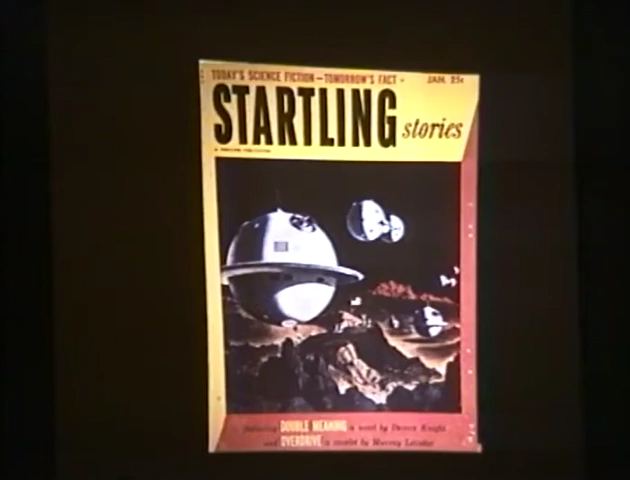 TODAY'S SCIENCE FICTION—TOMORROW'S FACT
JAN. 25¢
STARTLING stories
featuring DOUBLE MEANING a novel by Damon Knight
and OVERDRIVE a novelet by Murray Leinster